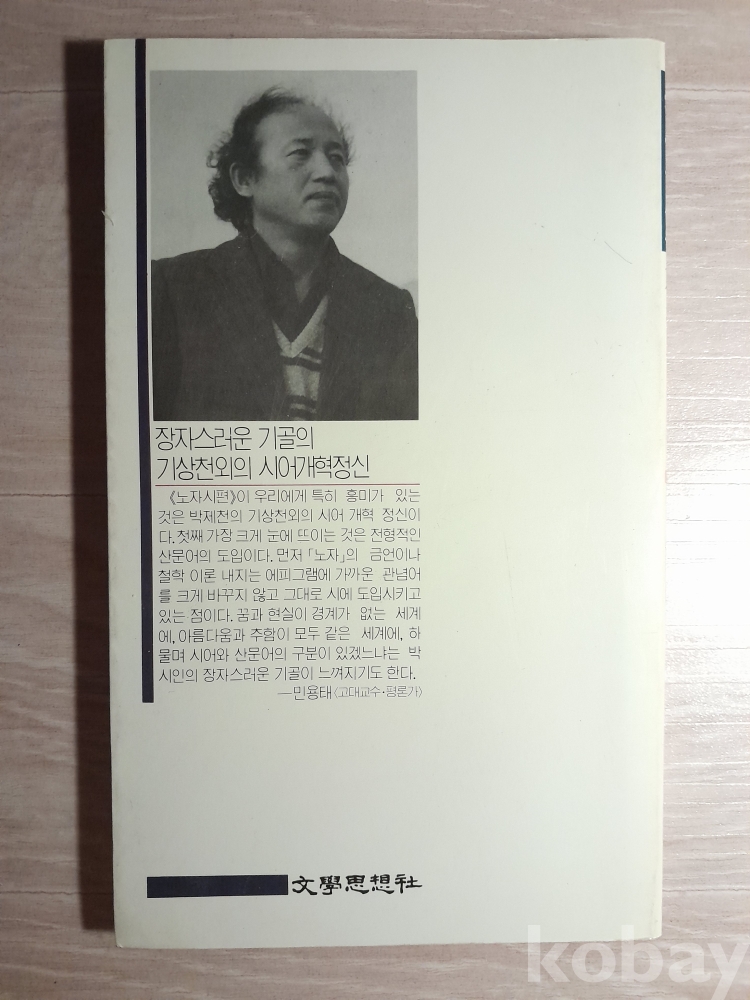 장자스러운 기골의
기상천외의 시어개혁정신
《노자시편》이 우리에게 특히 흥미가 있는
것은 박제천의 기상천외의 시어 개혁 정신이
다. 첫째 가장 크게 눈에 뜨이는 것은 전형적인
산문어의 도입이다. 먼저 「노자」의 금언이나
철학 이론 내지는 에피그램에 가까운 관념어
를 크게 바꾸지 않고 그대로 시에 도입시키고
있는 점이다. 꿈과 현실이 경계가 없는 세계
에, 아름다움과 추함이 모두 같은 세계에, 하
물며 시어와 산문어의 구분이 있겠느냐는 박
시인의 장자스러운 기골이 느껴지기도 한다.
—민용태〈고대교수·평론가〉
文學思想社
kobay